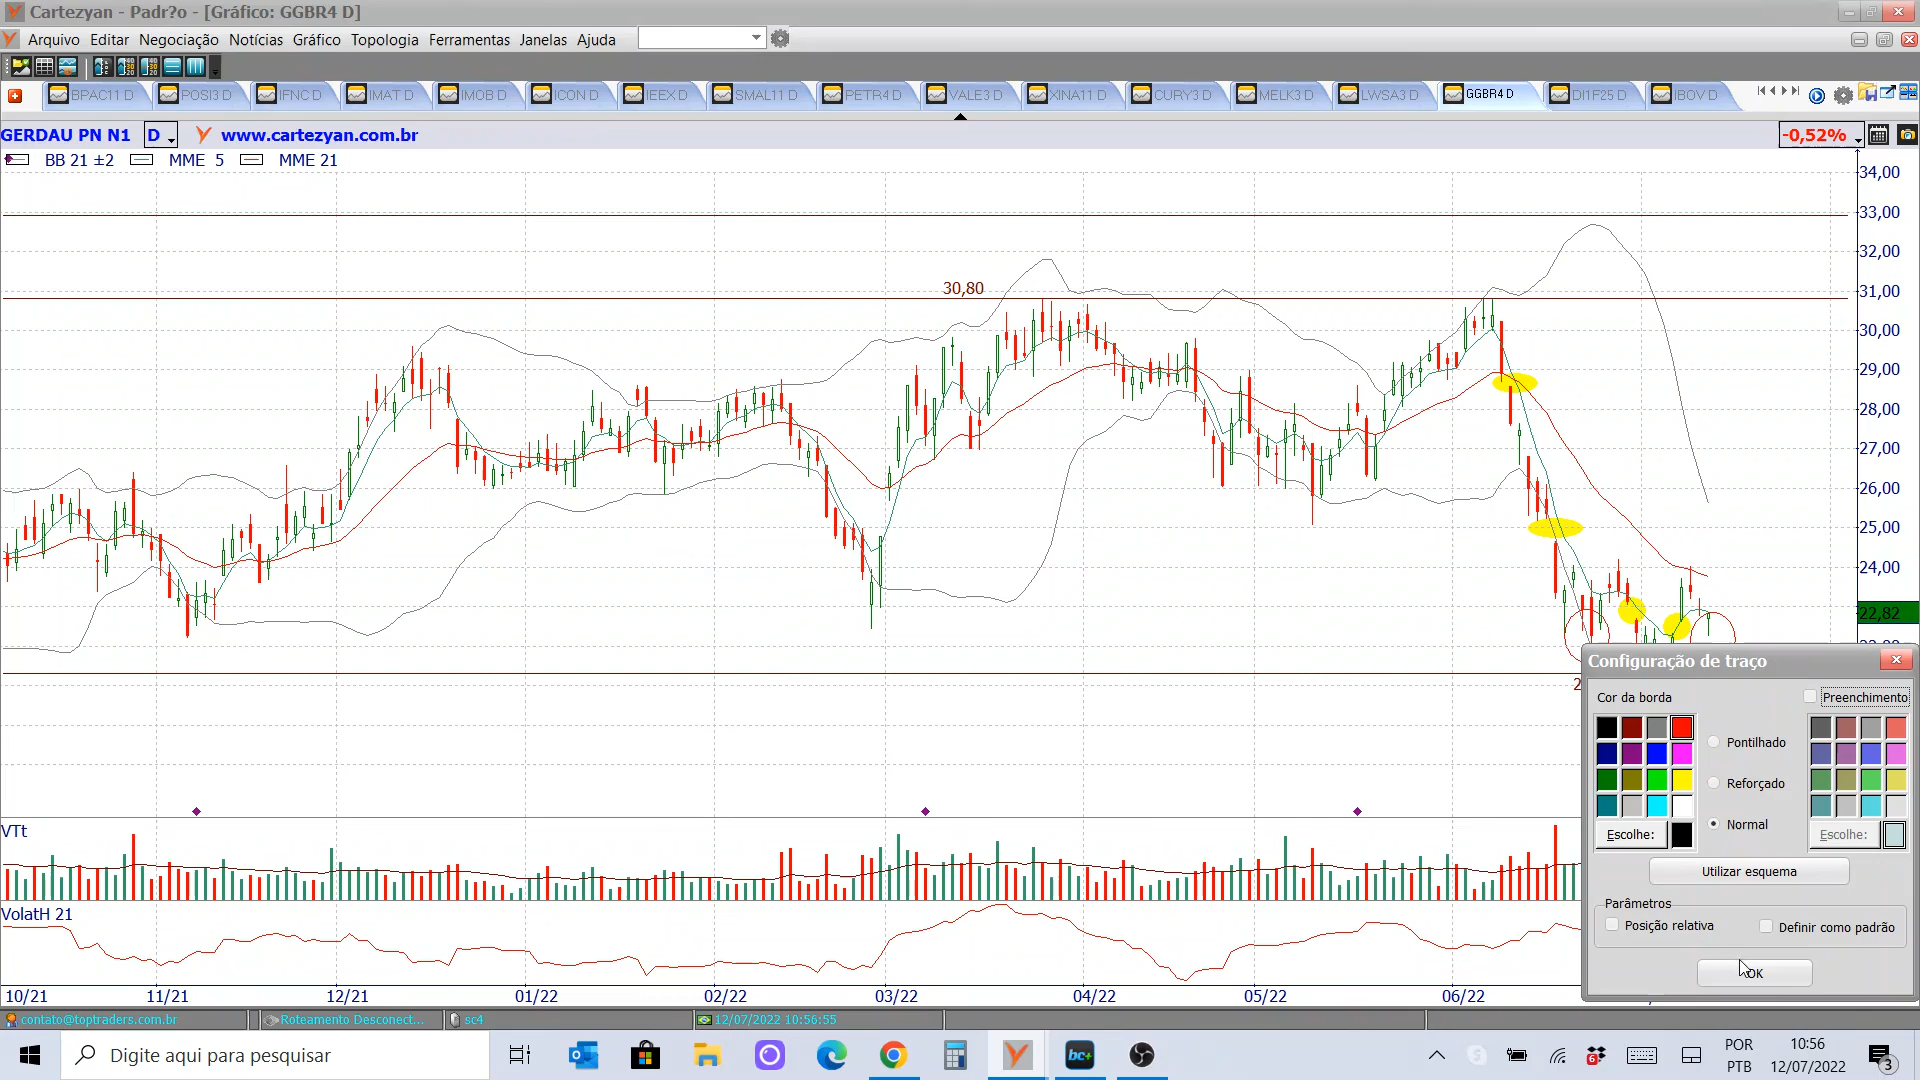 Cartezyan - Padr?o - [Gráfico: GGBR4 D]
Arquivo Editar Negociação Notícias Gráfico Topologia Ferramentas Janelas Ajuda
BPAC11 D POSI3 D IFNC D IMAT D IMOB D ICON D IEEX D SMAL11 D PETR4 D VALE3 D XINA11 D CURY3 D MELK3 D LWSA3 D GGBR4 D DI1F25 D IBOV D
GERDAU PN N1 D www.cartezyan.com.br -0,52%
BB 21 ±2 MME 5 MME 21
34,00
33,00
32,00
30,80
31,00
30,00
29,00
28,00
27,00
26,00
25,00
24,00
22,82
Configuração de traço
Cor da borda Preenchimento
Pontilhado
Reforçado
Normal
Escolhe: Escolhe:
Utilizar esquema
Parâmetros
Posição relativa Definir como padrão
OK
VTt
VolatH 21
10/21 11/21 12/21 01/22 02/22 03/22 04/22 05/22 06/22
contato@toptraders.com.br Roteamento Desconect... sc4 12/07/2022 10:56:55
Digite aqui para pesquisar
bc+
6
POR
PTB
10:56
12/07/2022
3